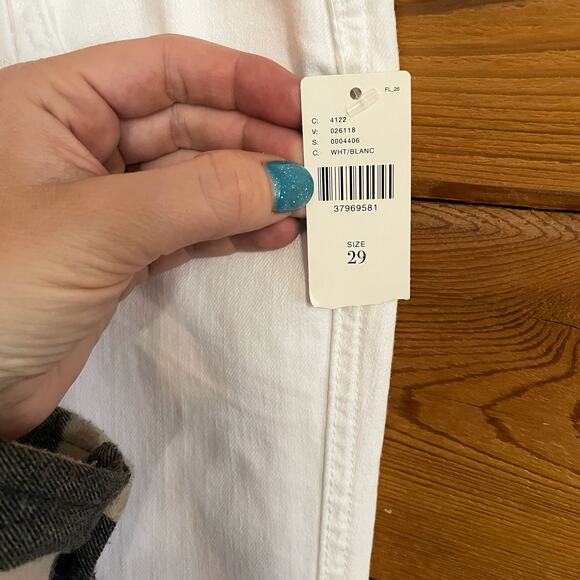 FL_26
C: 4122
V: 026118
S: 0004406
C: WHT/BLANC
37969581
SIZE
29